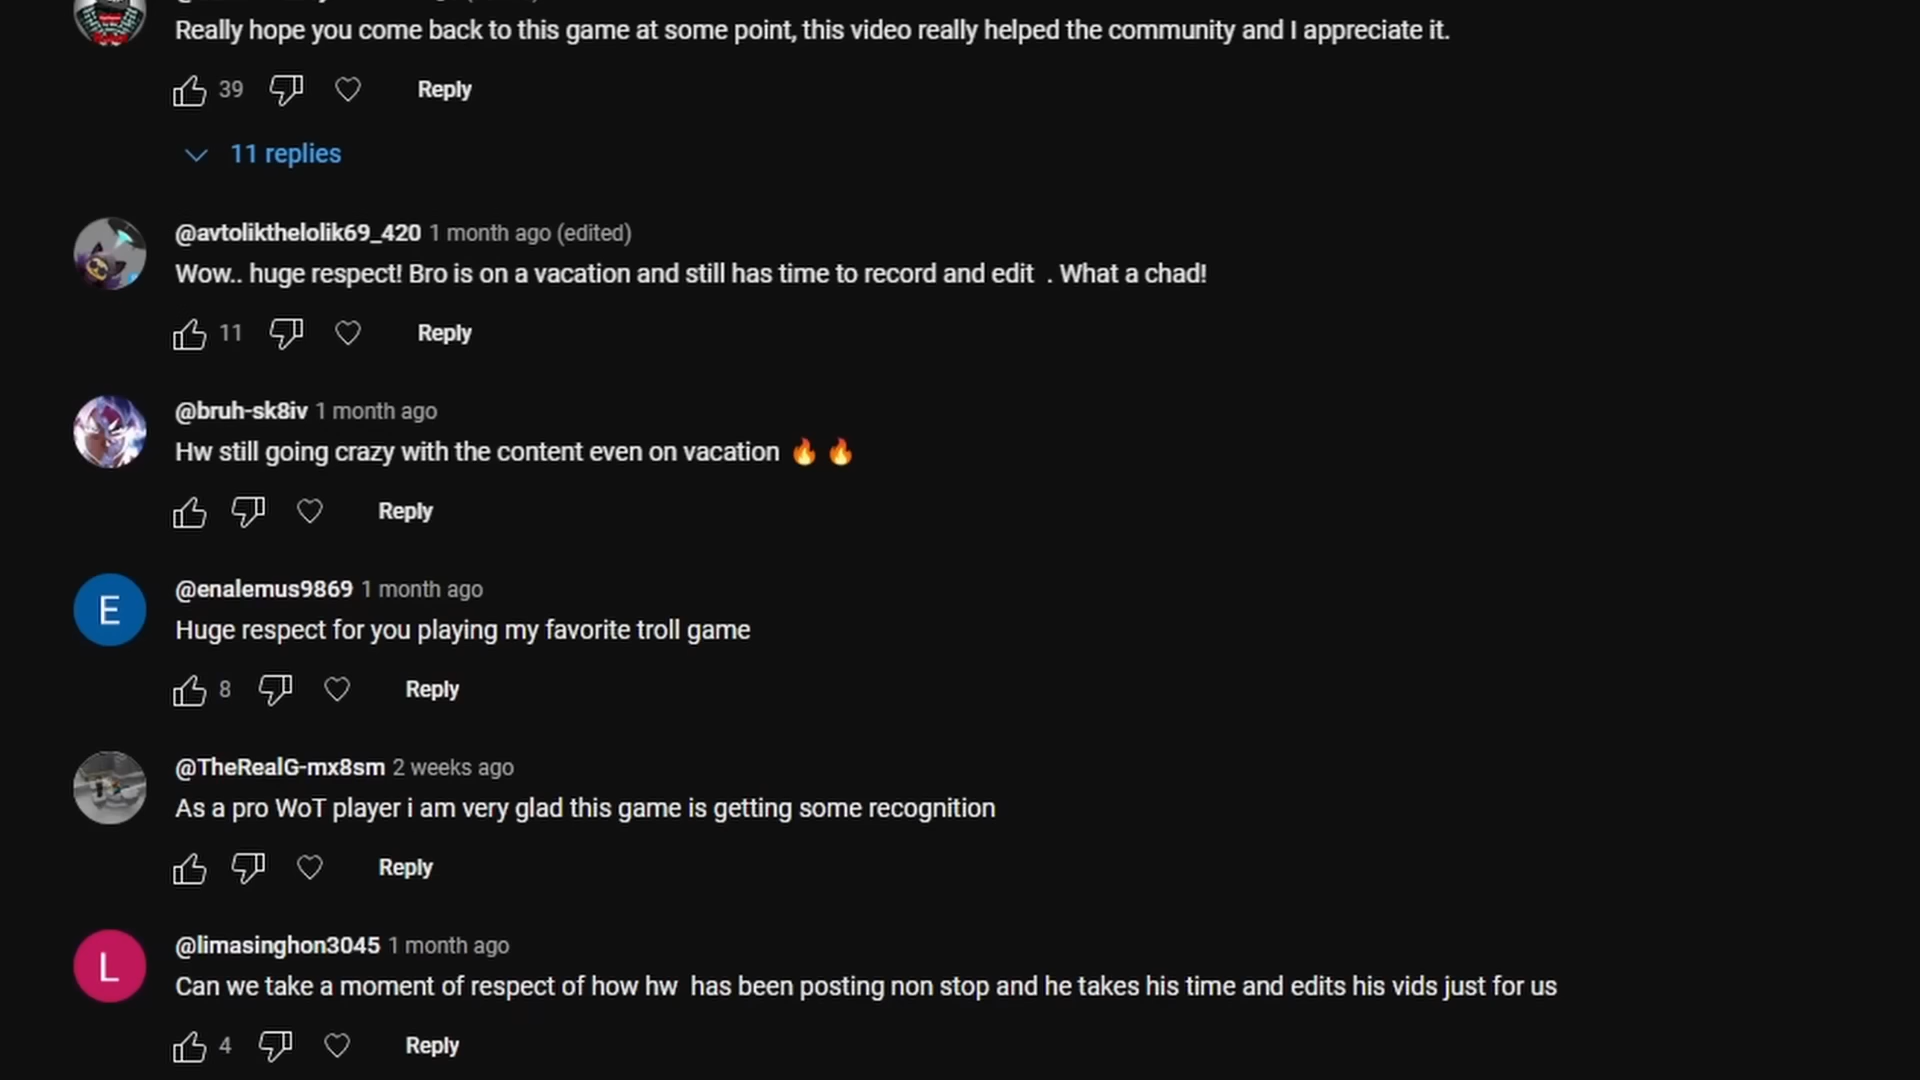 Really hope you come back to this game at some point, this video really helped the community and I appreciate it.
39 Reply
11 replies
@avtolikthelolik69_420 1 month ago (edited)
Wow.. huge respect! Bro is on a vacation and still has time to record and edit . What a chad!
11 Reply
@bruh-sk8iv 1 month ago
Hw still going crazy with the content even on vacation 🔥 🔥
Reply
E
@enalemus9869 1 month ago
Huge respect for you playing my favorite troll game
8 Reply
@TheRealG-mx8sm 2 weeks ago
As a pro WoT player i am very glad this game is getting some recognition
Reply
L
@limasinghon3045 1 month ago
Can we take a moment of respect of how hw has been posting non stop and he takes his time and edits his vids just for us
4 Reply